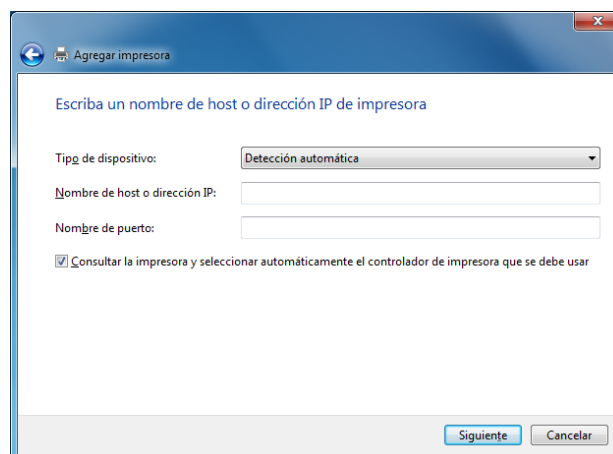 Agregar impresora
Escriba un nombre de host o dirección IP de impresora
Tipo de dispositivo: Detección automática
Nombre de host o dirección IP:
Nombre de puerto:
Consultar la impresora y seleccionar automáticamente el controlador de impresora que se debe usar
Siguiente Cancelar